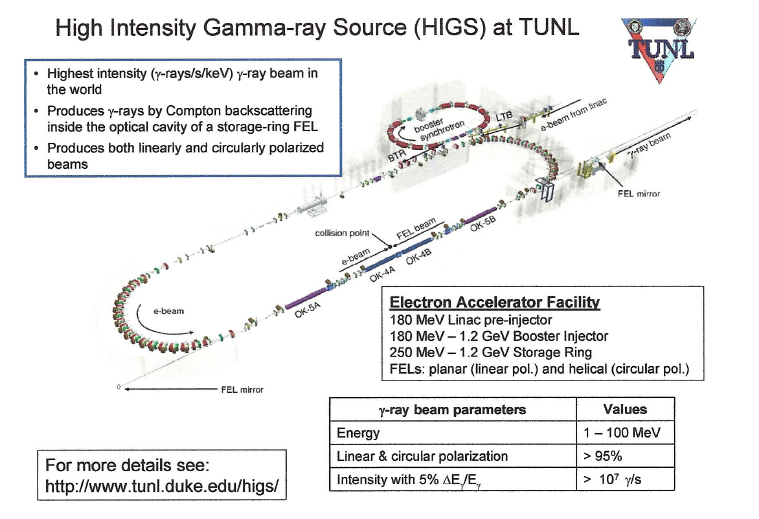 High Intensity Gamma-ray Source (HIGS) at TUNL
TUNL
• Highest intensity (γ-rays/s/keV) γ-ray beam in
the world
• Produces γ-rays by Compton backscattering
inside the optical cavity of a storage-ring FEL
• Produces both linearly and circularly polarized
beams
booster
synchrotron
LTB
e-beam from linac
BTR
γ-ray beam
FEL mirror
collision point
FEL beam
e-beam
OK-5B
OK-4B
OK-4A
OK-5A
e-beam
FEL mirror
Electron Accelerator Facility
180 MeV Linac pre-injector
180 MeV – 1.2 GeV Booster Injector
250 MeV – 1.2 GeV Storage Ring
FELs: planar (linear pol.) and helical (circular pol.)
γ-ray beam parameters Values
Energy 1 – 100 MeV
Linear & circular polarization > 95%
Intensity with 5% ΔEγ/Eγ > 10⁷ γ/s
For more details see:
http://www.tunl.duke.edu/higs/